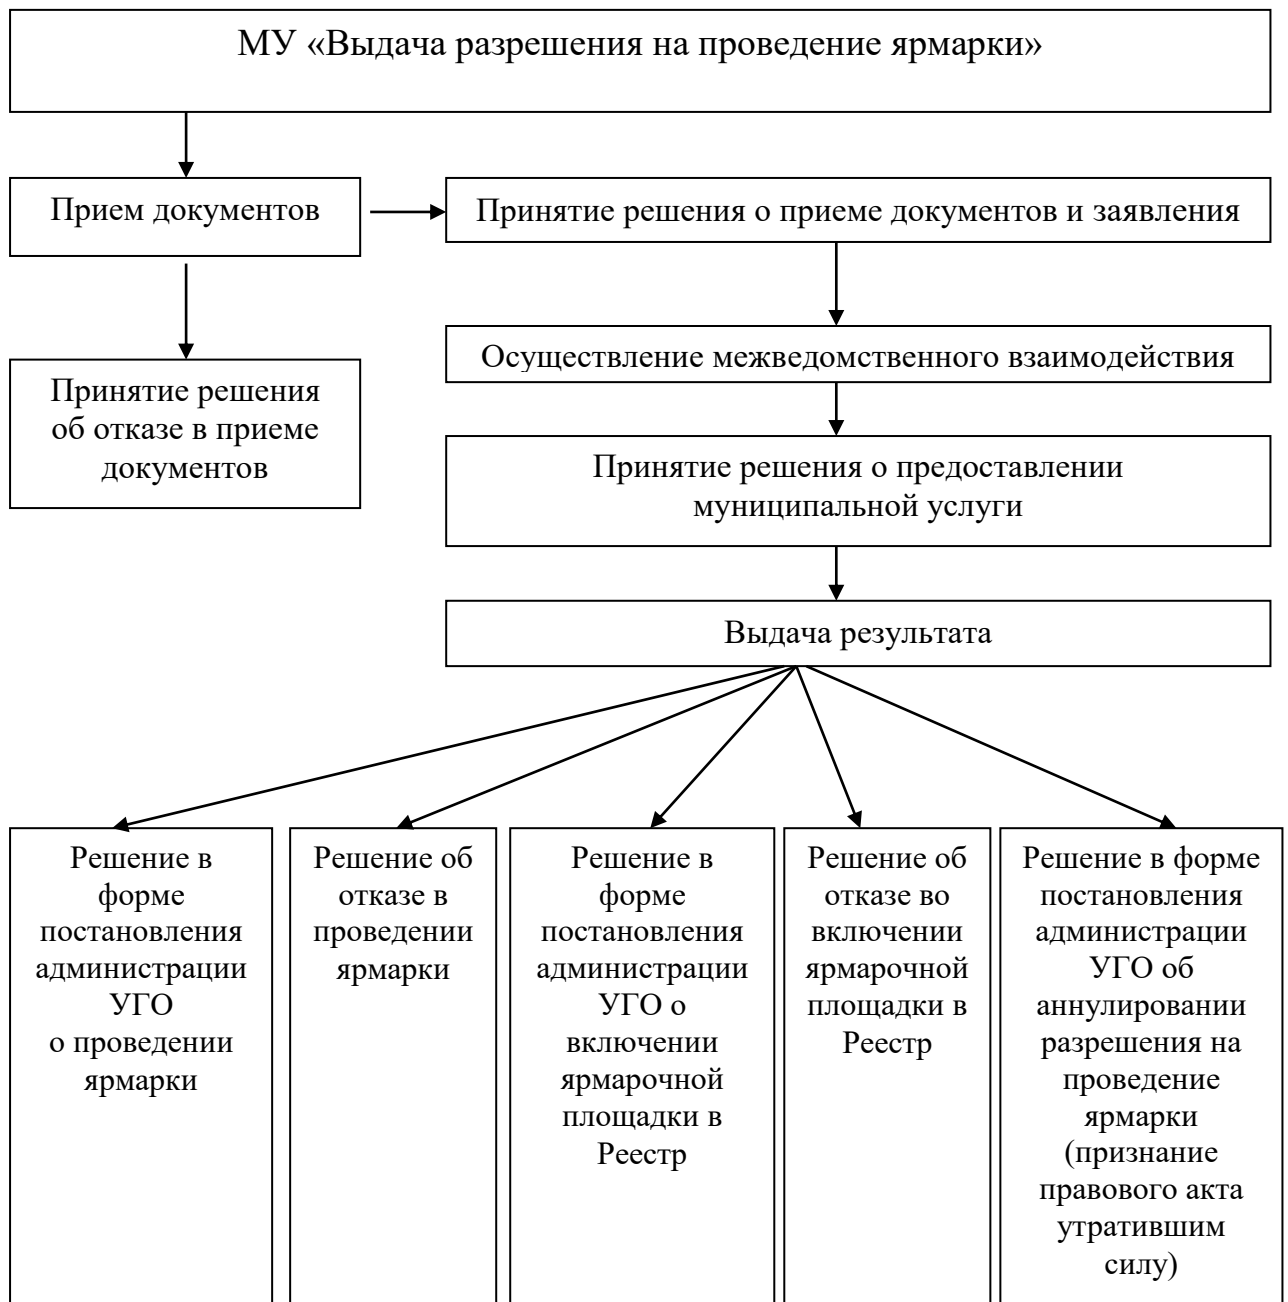 МУ «Выдача разрешения на проведение ярмарки»
Прием документов
Принятие решения о приеме документов и заявления
Осуществление межведомственного взаимодействия
Принятие решения
об отказе в приеме
документов
Принятие решения о предоставлении
муниципальной услуги
Выдача результата
Решение в
форме
постановления
администрации
УГО
о проведении
ярмарки
Решение об
отказе в
проведении
ярмарки
Решение в
форме
постановления
администрации
УГО о
включении
ярмарочной
площадки в
Реестр
Решение об
отказе во
включении
ярмарочной
площадки в
Реестр
Решение в форме
постановления
администрации
УГО об
аннулировании
разрешения на
проведение
ярмарки
(признание
правового акта
утратившим
силу)